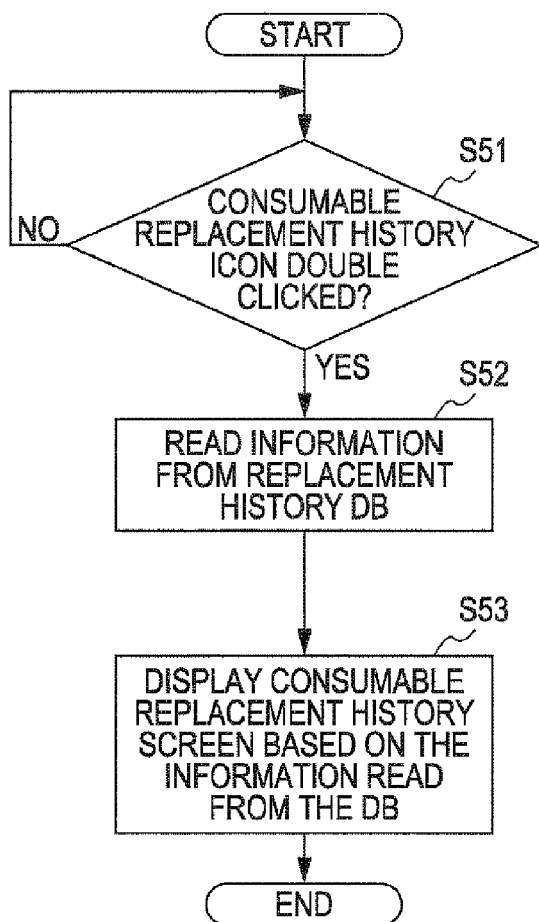 START
S51
CONSUMABLE
REPLACEMENT HISTORY
ICON DOUBLE
CLICKED?
NO
YES
S52
READ INFORMATION
FROM REPLACEMENT
HISTORY DB
S53
DISPLAY CONSUMABLE
REPLACEMENT HISTORY
SCREEN BASED ON THE
INFORMATION READ
FROM THE DB
END